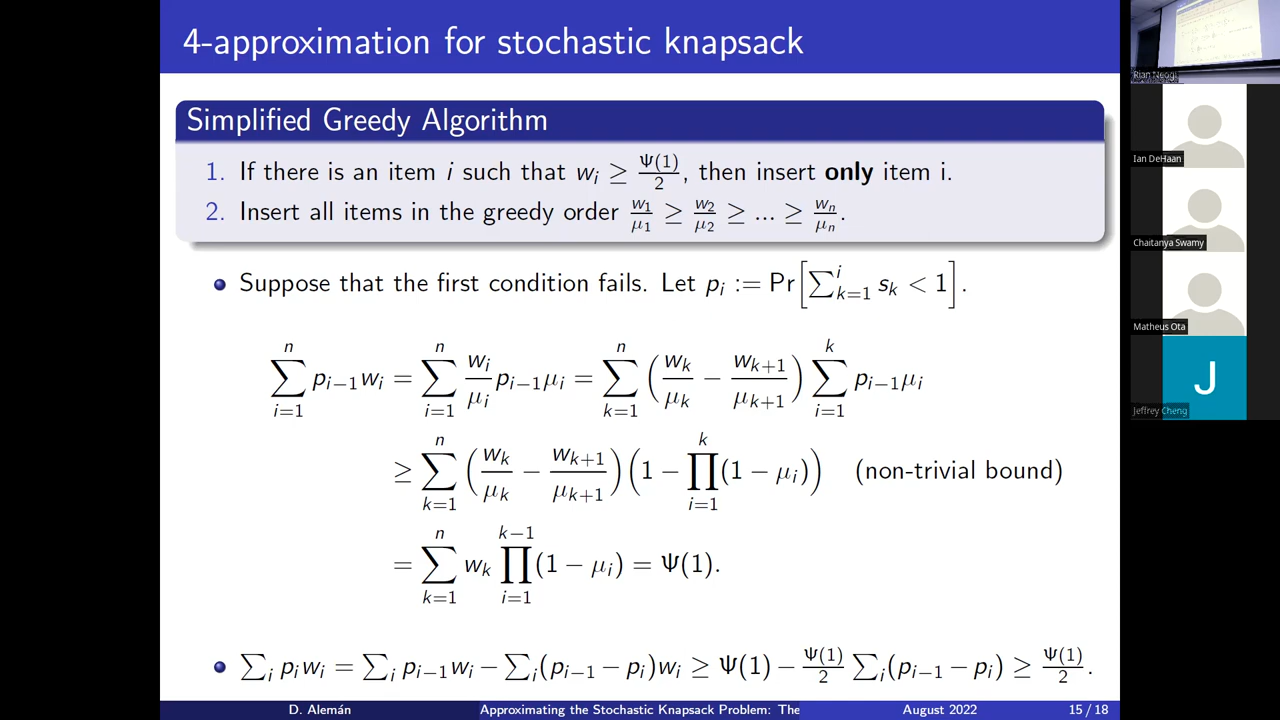 4-approximation for stochastic knapsack
Simplified Greedy Algorithm
1. If there is an item i such that w_i ≥ Ψ(1)/2, then insert only item i.
2. Insert all items in the greedy order w_1/μ_1 ≥ w_2/μ_2 ≥ ... ≥ w_n/μ_n.
Suppose that the first condition fails. Let p_i := Pr[∑_{k=1}^{i} s_k < 1].
∑_{i=1}^{n} p_{i−1}w_i = ∑_{i=1}^{n} w_i/μ_i p_{i−1}μ_i = ∑_{k=1}^{n} (w_k/μ_k − w_{k+1}/μ_{k+1}) ∑_{i=1}^{k} p_{i−1}μ_i
≥ ∑_{k=1}^{n} (w_k/μ_k − w_{k+1}/μ_{k+1}) (1 − ∏_{i=1}^{k} (1 − μ_i)) (non-trivial bound)
= ∑_{k=1}^{n} w_k ∏_{i=1}^{k−1} (1 − μ_i) = Ψ(1).
∑_i p_i w_i = ∑_i p_{i−1}w_i − ∑_i (p_{i−1} − p_i)w_i ≥ Ψ(1) − Ψ(1)/2 ∑_i (p_{i−1} − p_i) ≥ Ψ(1)/2.
D. Alemán
Approximating the Stochastic Knapsack Problem: The
August 2022
15 / 18
Rian Neogi
Ian DeHaan
Chaitanya Swamy
Matheus Ota
J
Jeffrey Cheng